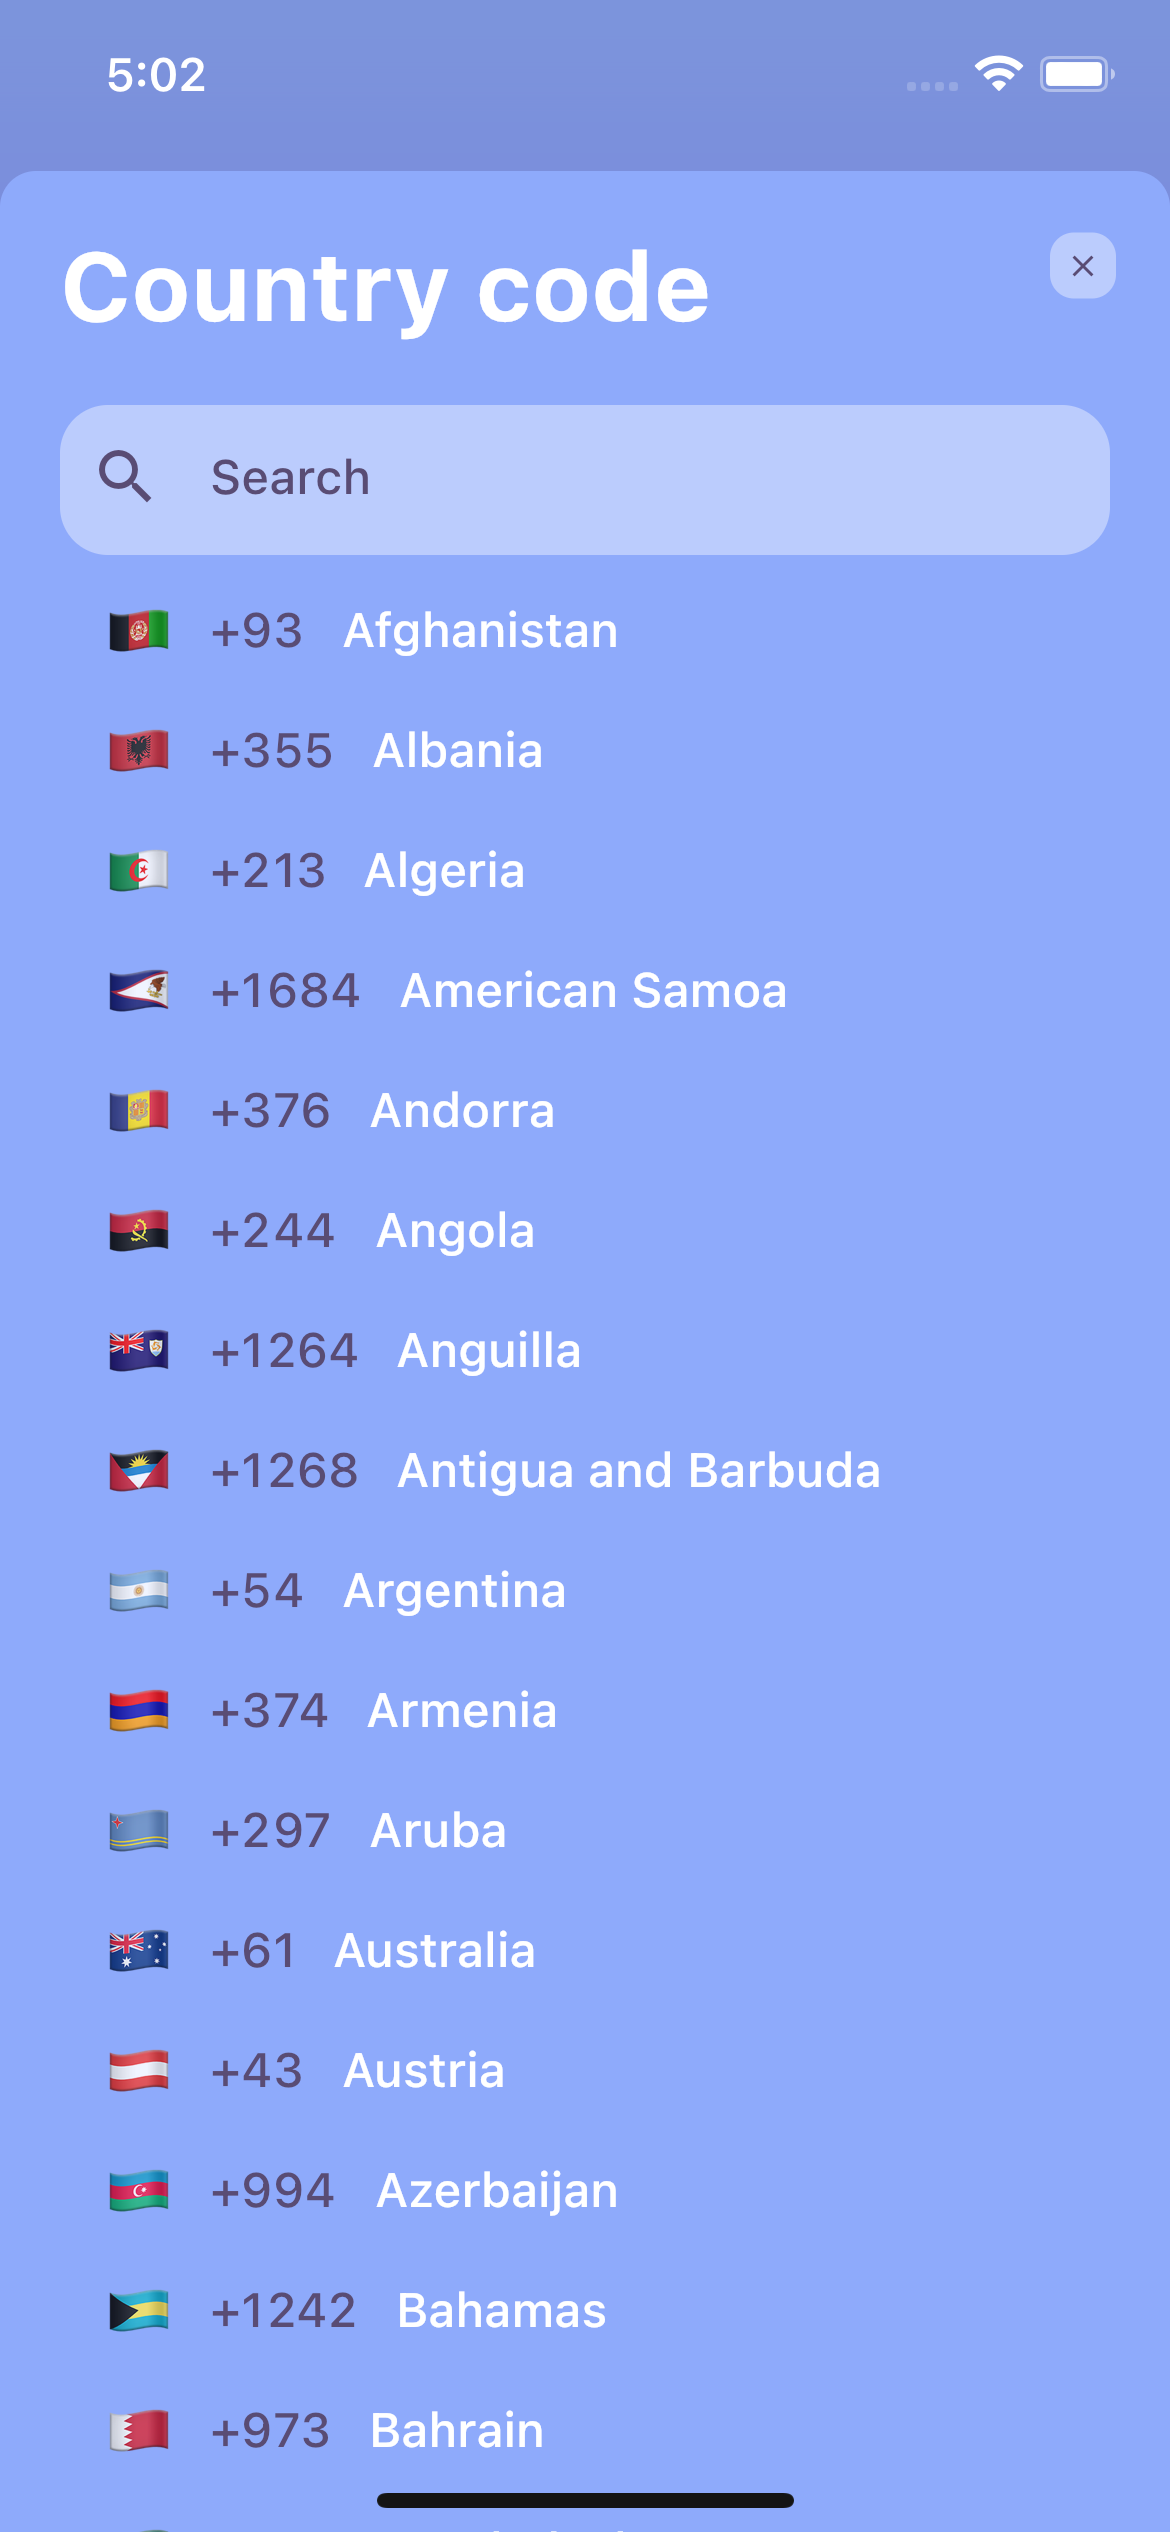 5:02
Country code
Search
+93 Afghanistan
+355 Albania
+213 Algeria
+1684 American Samoa
+376 Andorra
+244 Angola
+1264 Anguilla
+1268 Antigua and Barbuda
+54 Argentina
+374 Armenia
+297 Aruba
+61 Australia
+43 Austria
+994 Azerbaijan
+1242 Bahamas
+973 Bahrain